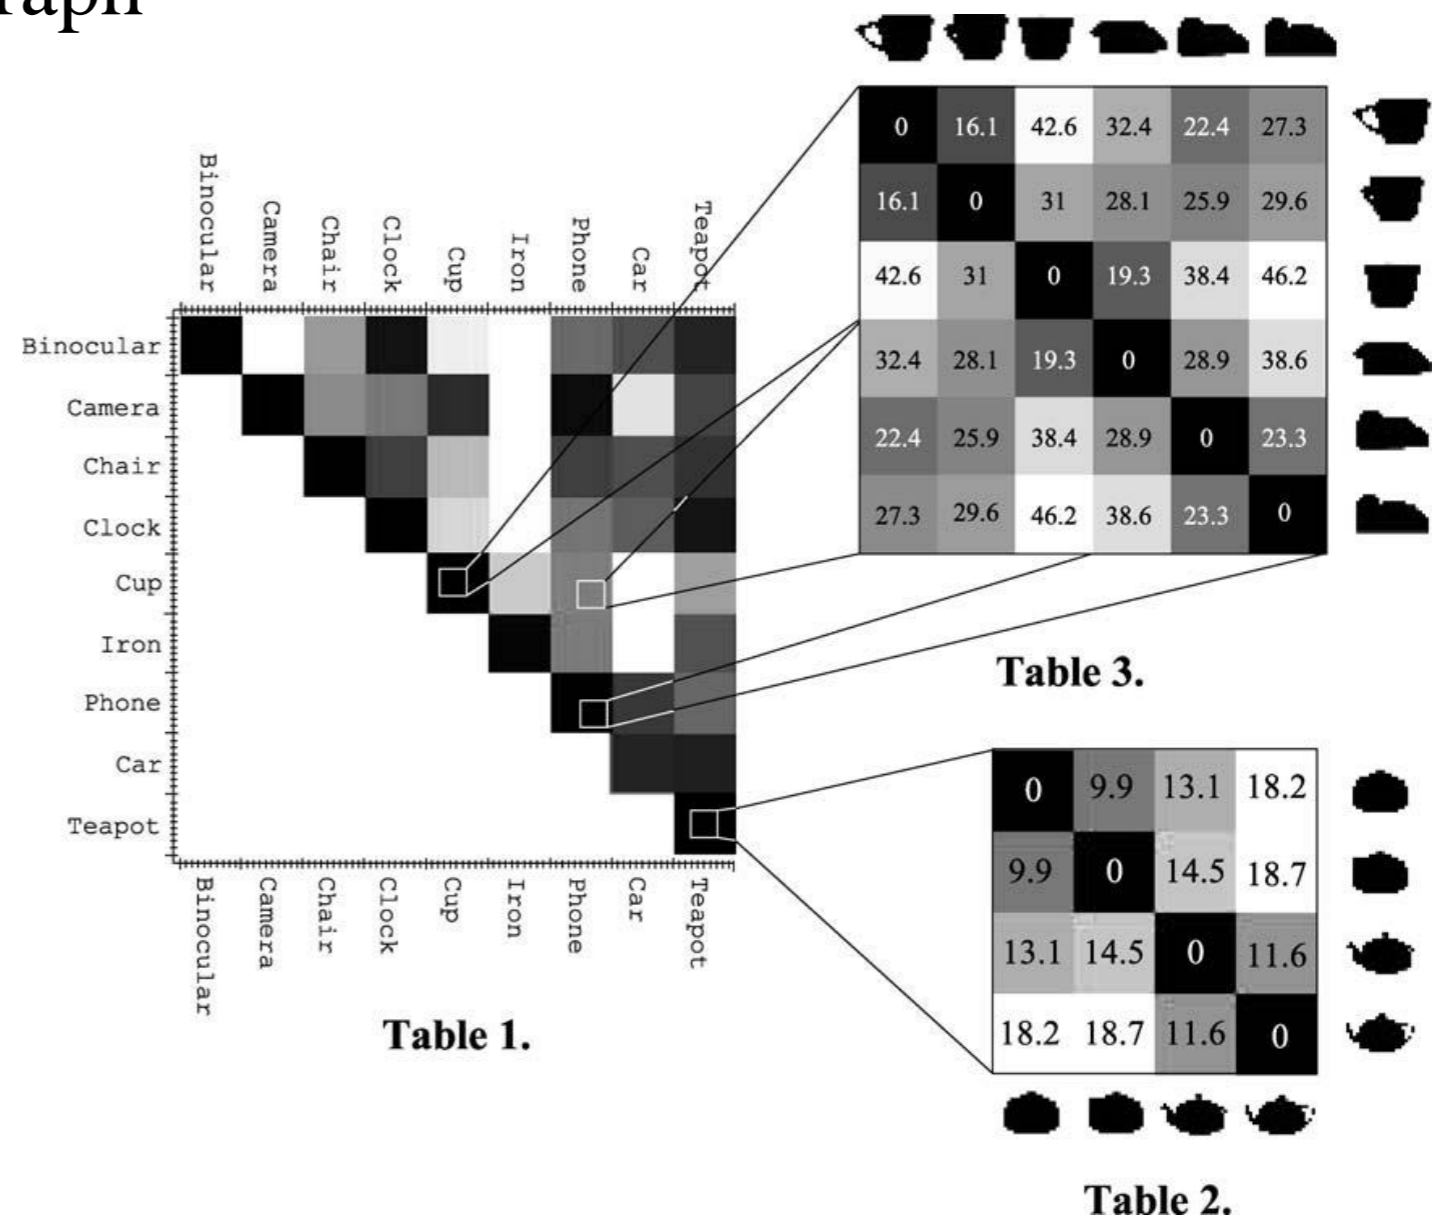 raph
Binocular
Camera
Chair
Clock
Cup
Iron
Phone
Car
Teapot
Binocular
Camera
Chair
Clock
Cup
Iron
Phone
Car
Teapot
Binocular
Camera
Chair
Clock
Cup
Iron
Phone
Car
Teapot
Table 1.
0 16.1 42.6 32.4 22.4 27.3
16.1 0 31 28.1 25.9 29.6
42.6 31 0 19.3 38.4 46.2
32.4 28.1 19.3 0 28.9 38.6
22.4 25.9 38.4 28.9 0 23.3
27.3 29.6 46.2 38.6 23.3 0
Table 3.
0 9.9 13.1 18.2
9.9 0 14.5 18.7
13.1 14.5 0 11.6
18.2 18.7 11.6 0
Table 2.